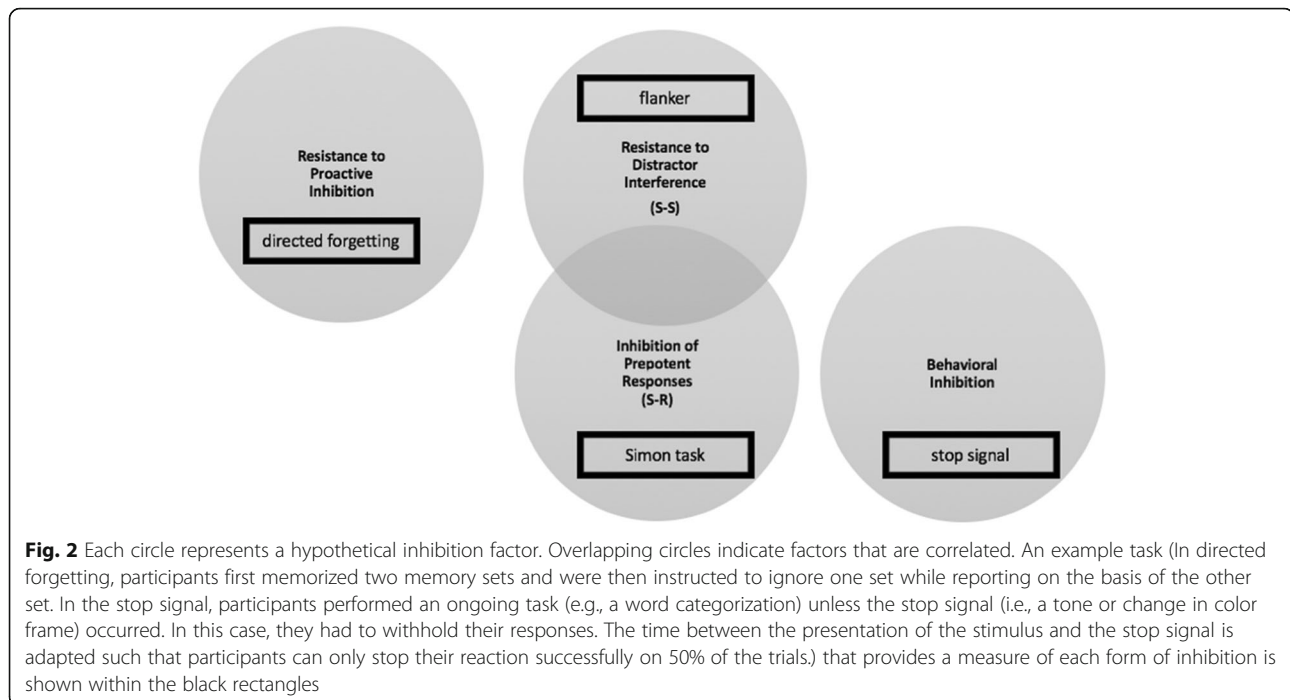 flanker
Resistance to
Proactive
Inhibition
directed forgetting
Resistance to
Distractor
Interference
(S-S)
Inhibition of
Prepotent
Responses
(S-R)
Simon task
Behavioral
Inhibition
stop signal
Fig. 2 Each circle represents a hypothetical inhibition factor. Overlapping circles indicate factors that are correlated. An example task (In directed
forgetting, participants first memorized two memory sets and were then instructed to ignore one set while reporting on the basis of the other
set. In the stop signal, participants performed an ongoing task (e.g., a word categorization) unless the stop signal (i.e., a tone or change in color
frame) occurred. In this case, they had to withhold their responses. The time between the presentation of the stimulus and the stop signal is
adapted such that participants can only stop their reaction successfully on 50% of the trials.) that provides a measure of each form of inhibition is
shown within the black rectangles